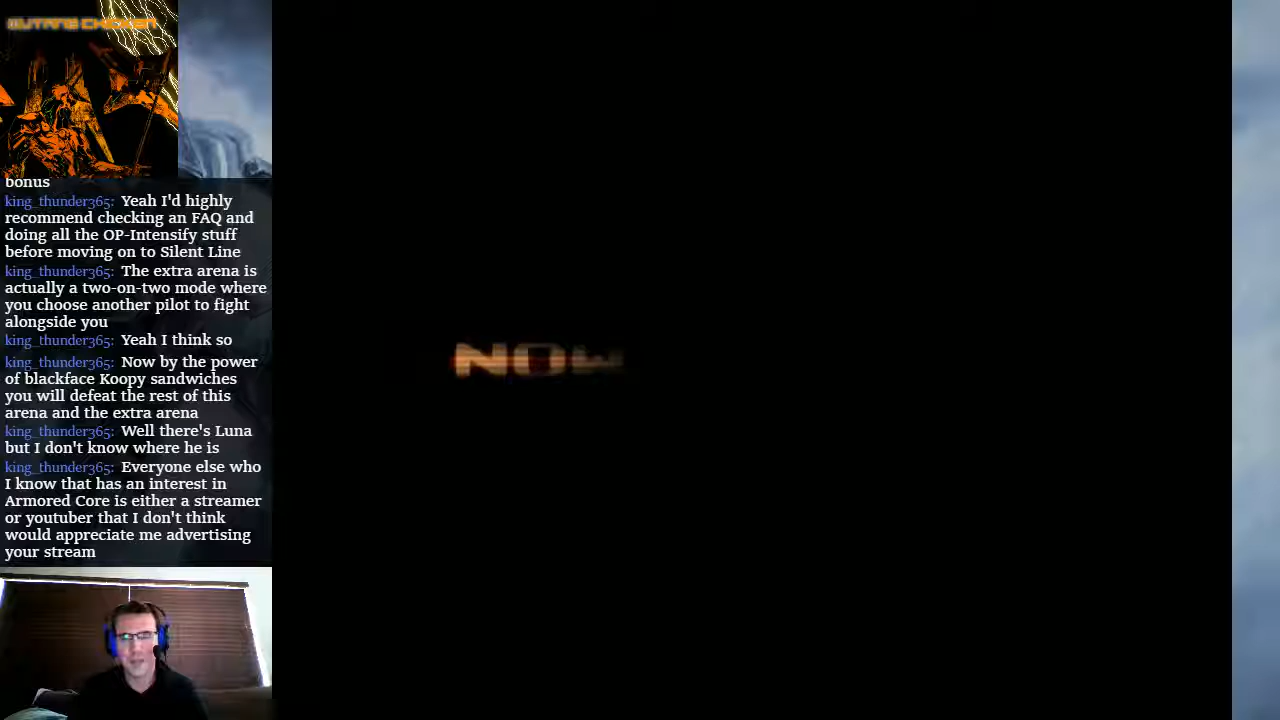 WUTANG CHICKEN
bonus
king_thunder365: Yeah I'd highly
recommend checking an FAQ and
doing all the OP-Intensify stuff
before moving on to Silent Line
king_thunder365: The extra arena is
actually a two-on-two mode where
you choose another pilot to fight
alongside you
king_thunder365: Yeah I think so
king_thunder365: Now by the power
of blackface Koopy sandwiches
you will defeat the rest of this
arena and the extra arena
king_thunder365: Well there's Luna
but I don't know where he is
king_thunder365: Everyone else who
I know that has an interest in
Armored Core is either a streamer
or youtuber that I don't think
would appreciate me advertising
your stream
NOW